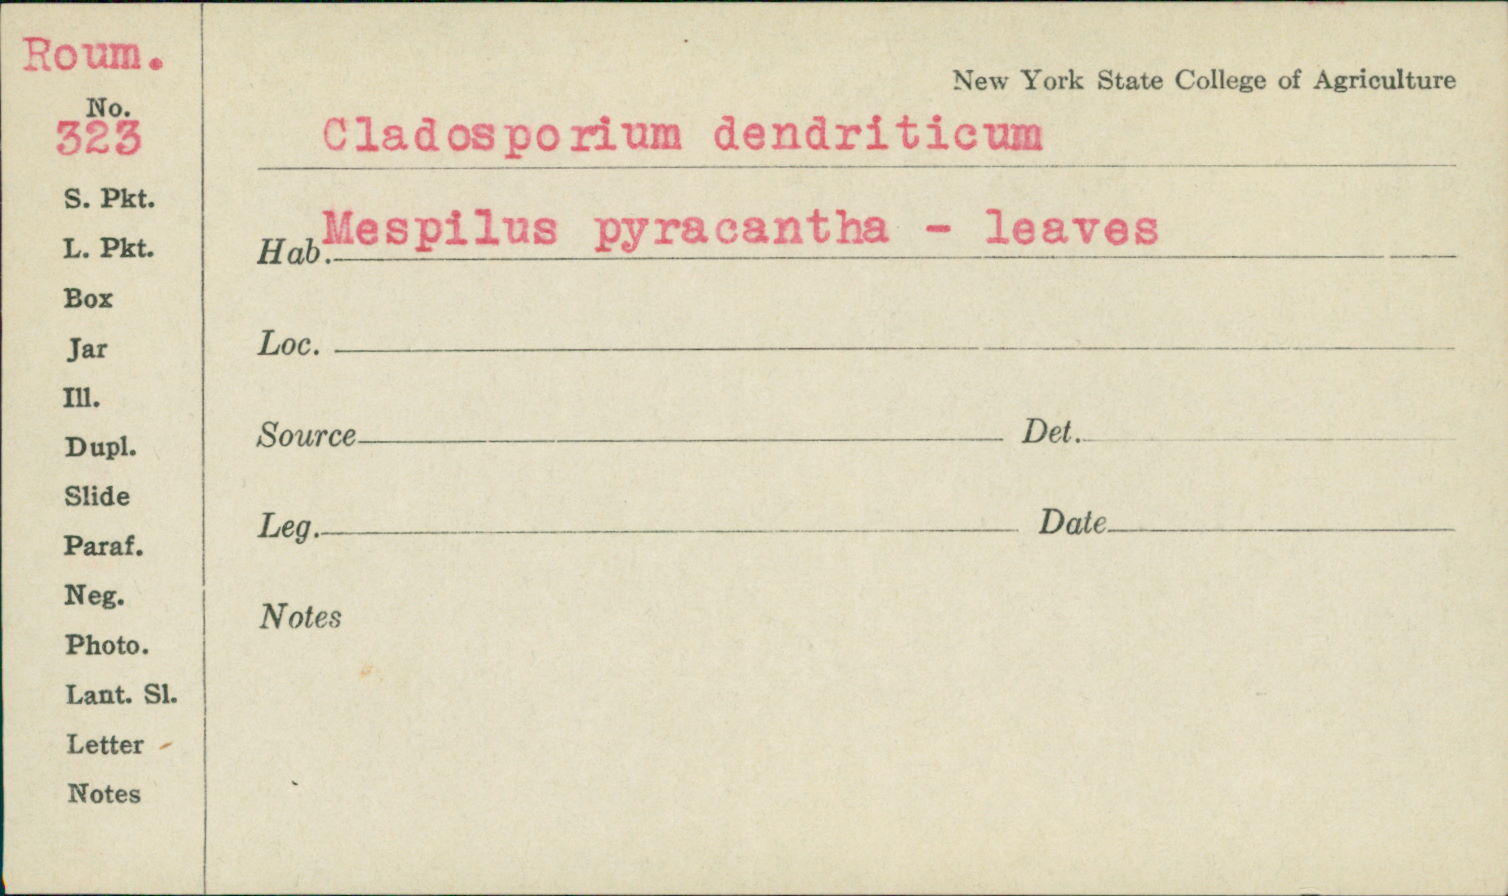 Roum.
No.
323
S. Pkt.
L. Pkt.
Box
Jar
Ill.
Dupl.
Slide
Paraf.
Neg.
Photo.
Lant. Sl.
Letter
Notes
New York State College of Agriculture
Cladosporium dendriticum
Hab. Mespilus pyracantha - leaves
Loc.
Source Det.
Leg. Date
Notes